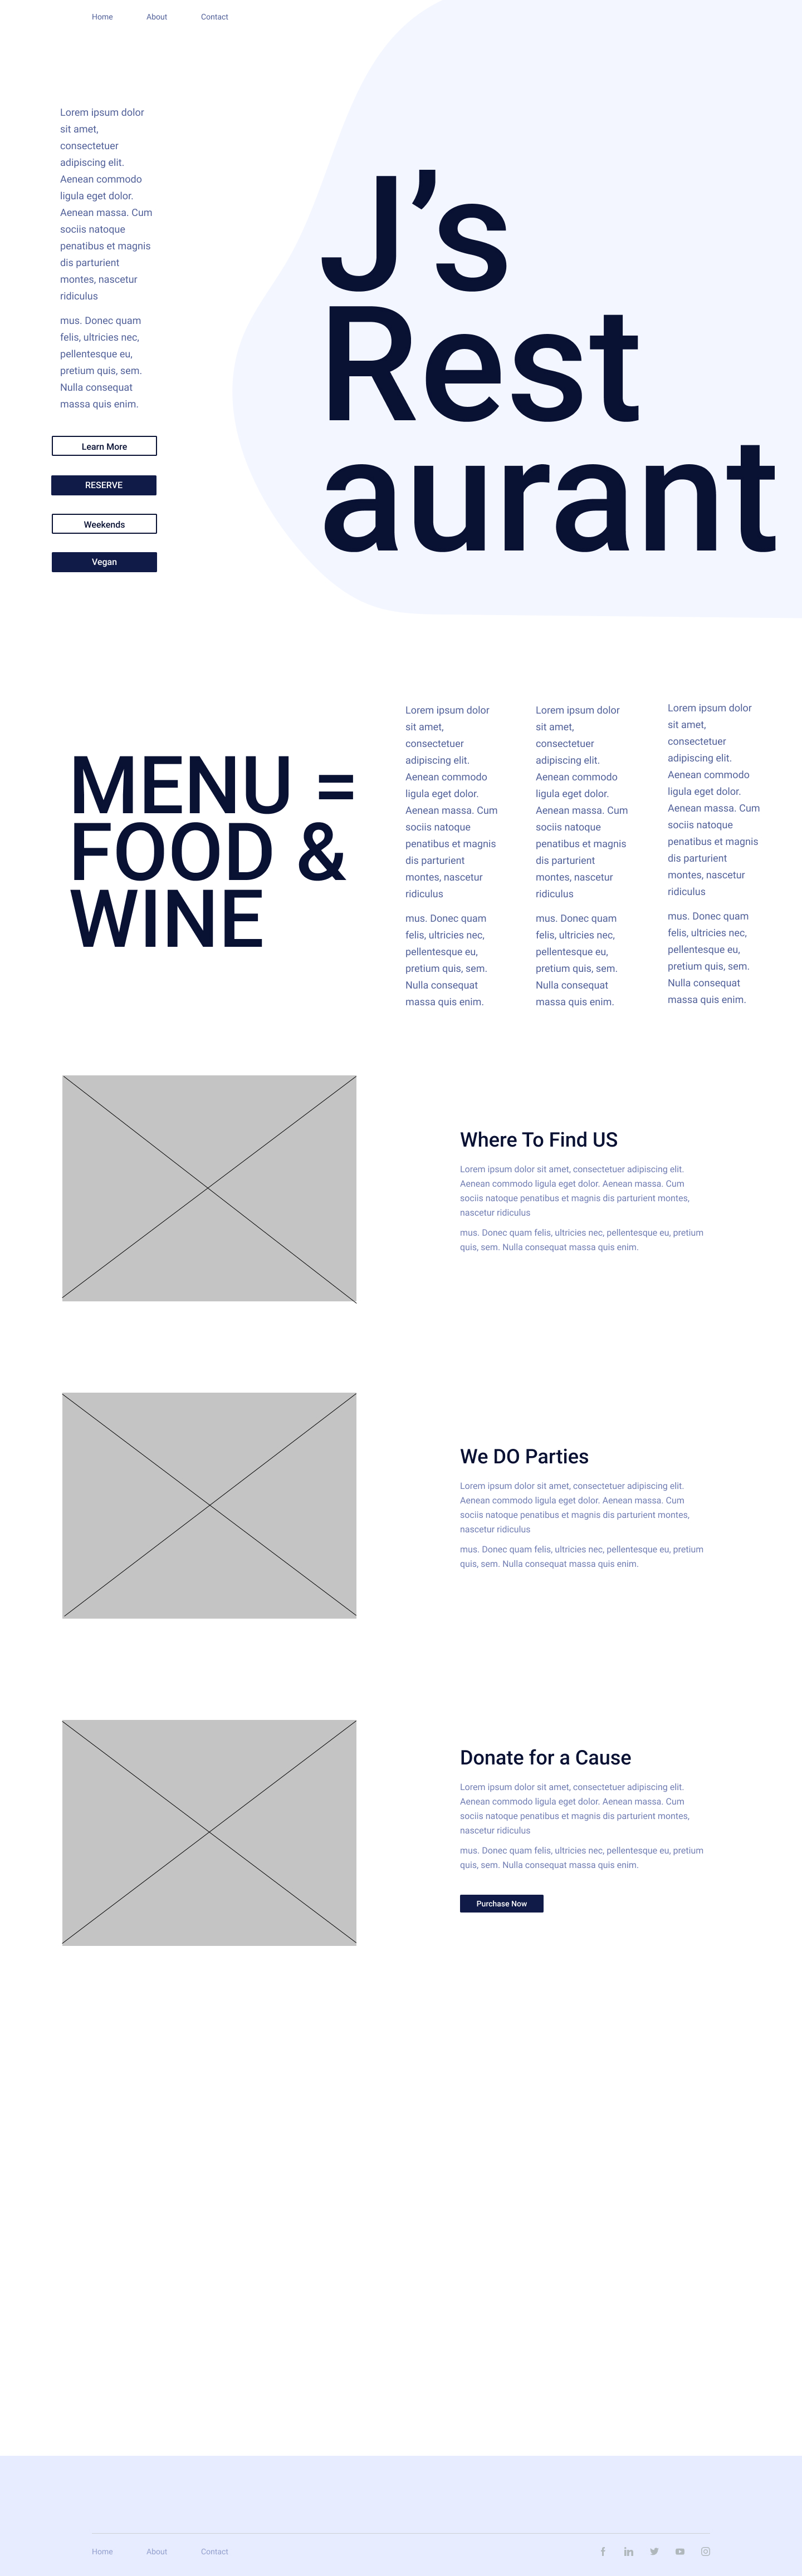 Home About Contact
Lorem ipsum dolor
sit amet,
consectetuer
adipiscing elit.
Aenean commodo
ligula eget dolor.
Aenean massa. Cum
sociis natoque
penatibus et magnis
dis parturient
montes, nascetur
ridiculus
mus. Donec quam
felis, ultricies nec,
pellentesque eu,
pretium quis, sem.
Nulla consequat
massa quis enim.
Learn More
RESERVE
Weekends
Vegan
J’s
Rest
aurant
MENU =
FOOD &
WINE
Lorem ipsum dolor
sit amet,
consectetuer
adipiscing elit.
Aenean commodo
ligula eget dolor.
Aenean massa. Cum
sociis natoque
penatibus et magnis
dis parturient
montes, nascetur
ridiculus
mus. Donec quam
felis, ultricies nec,
pellentesque eu,
pretium quis, sem.
Nulla consequat
massa quis enim.
Lorem ipsum dolor
sit amet,
consectetuer
adipiscing elit.
Aenean commodo
ligula eget dolor.
Aenean massa. Cum
sociis natoque
penatibus et magnis
dis parturient
montes, nascetur
ridiculus
mus. Donec quam
felis, ultricies nec,
pellentesque eu,
pretium quis, sem.
Nulla consequat
massa quis enim.
Lorem ipsum dolor
sit amet,
consectetuer
adipiscing elit.
Aenean commodo
ligula eget dolor.
Aenean massa. Cum
sociis natoque
penatibus et magnis
dis parturient
montes, nascetur
ridiculus
mus. Donec quam
felis, ultricies nec,
pellentesque eu,
pretium quis, sem.
Nulla consequat
massa quis enim.
Where To Find US
Lorem ipsum dolor sit amet, consectetuer adipiscing elit.
Aenean commodo ligula eget dolor. Aenean massa. Cum
sociis natoque penatibus et magnis dis parturient montes,
nascetur ridiculus
mus. Donec quam felis, ultricies nec, pellentesque eu, pretium
quis, sem. Nulla consequat massa quis enim.
We DO Parties
Lorem ipsum dolor sit amet, consectetuer adipiscing elit.
Aenean commodo ligula eget dolor. Aenean massa. Cum
sociis natoque penatibus et magnis dis parturient montes,
nascetur ridiculus
mus. Donec quam felis, ultricies nec, pellentesque eu, pretium
quis, sem. Nulla consequat massa quis enim.
Donate for a Cause
Lorem ipsum dolor sit amet, consectetuer adipiscing elit.
Aenean commodo ligula eget dolor. Aenean massa. Cum
sociis natoque penatibus et magnis dis parturient montes,
nascetur ridiculus
mus. Donec quam felis, ultricies nec, pellentesque eu, pretium
quis, sem. Nulla consequat massa quis enim.
Purchase Now
Home About Contact